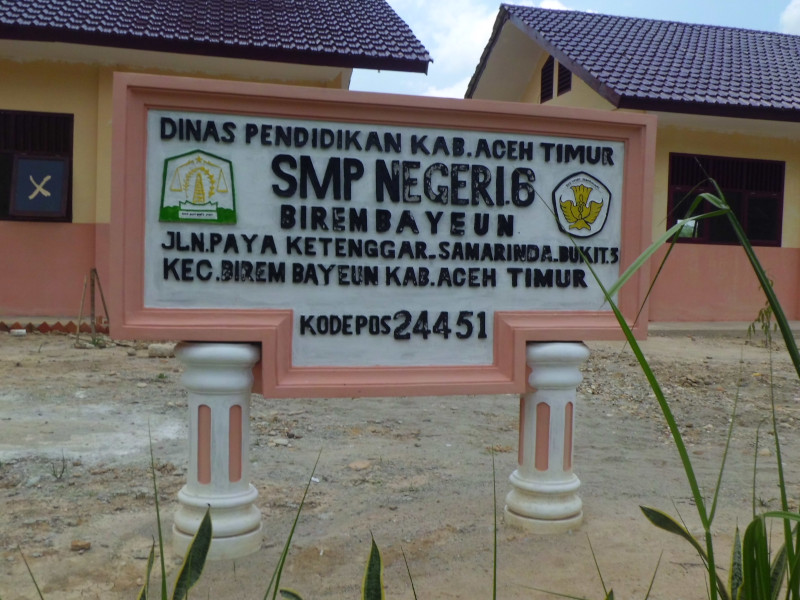 DINAS PENDIDIKAN KAB.ACEH TIMUR
SMP NEGERI.6
BIREM BAYEUN
JLN.PAYA KETENGGAR-SAMARINDA.BUKIT.3
KEC.BIREM BAYEUN KAB.ACEH TIMUR
KODEPOS 24451